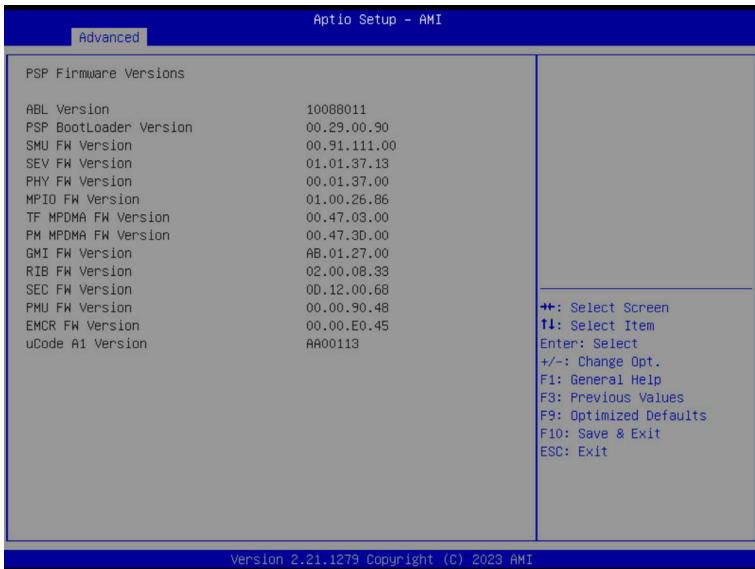 Aptio Setup – AMI
Advanced
PSP Firmware Versions
ABL Version 10088011
PSP BootLoader Version 00.29.00.90
SMU FW Version 00.91.111.00
SEV FW Version 01.01.37.13
PHY FW Version 00.01.37.00
MPIO FW Version 01.00.26.86
TF MPDMA FW Version 00.47.03.00
PM MPDMA FW Version 00.47.3D.00
GMI FW Version AB.01.27.00
RIB FW Version 02.00.08.33
SEC FW Version 0D.12.00.68
PMU FW Version 00.00.90.48
EMCR FW Version 00.00.E0.45
uCode A1 Version AA00113
→←: Select Screen
↑↓: Select Item
Enter: Select
+/-: Change Opt.
F1: General Help
F3: Previous Values
F9: Optimized Defaults
F10: Save & Exit
ESC: Exit
Version 2.21.1279 Copyright (C) 2023 AMI